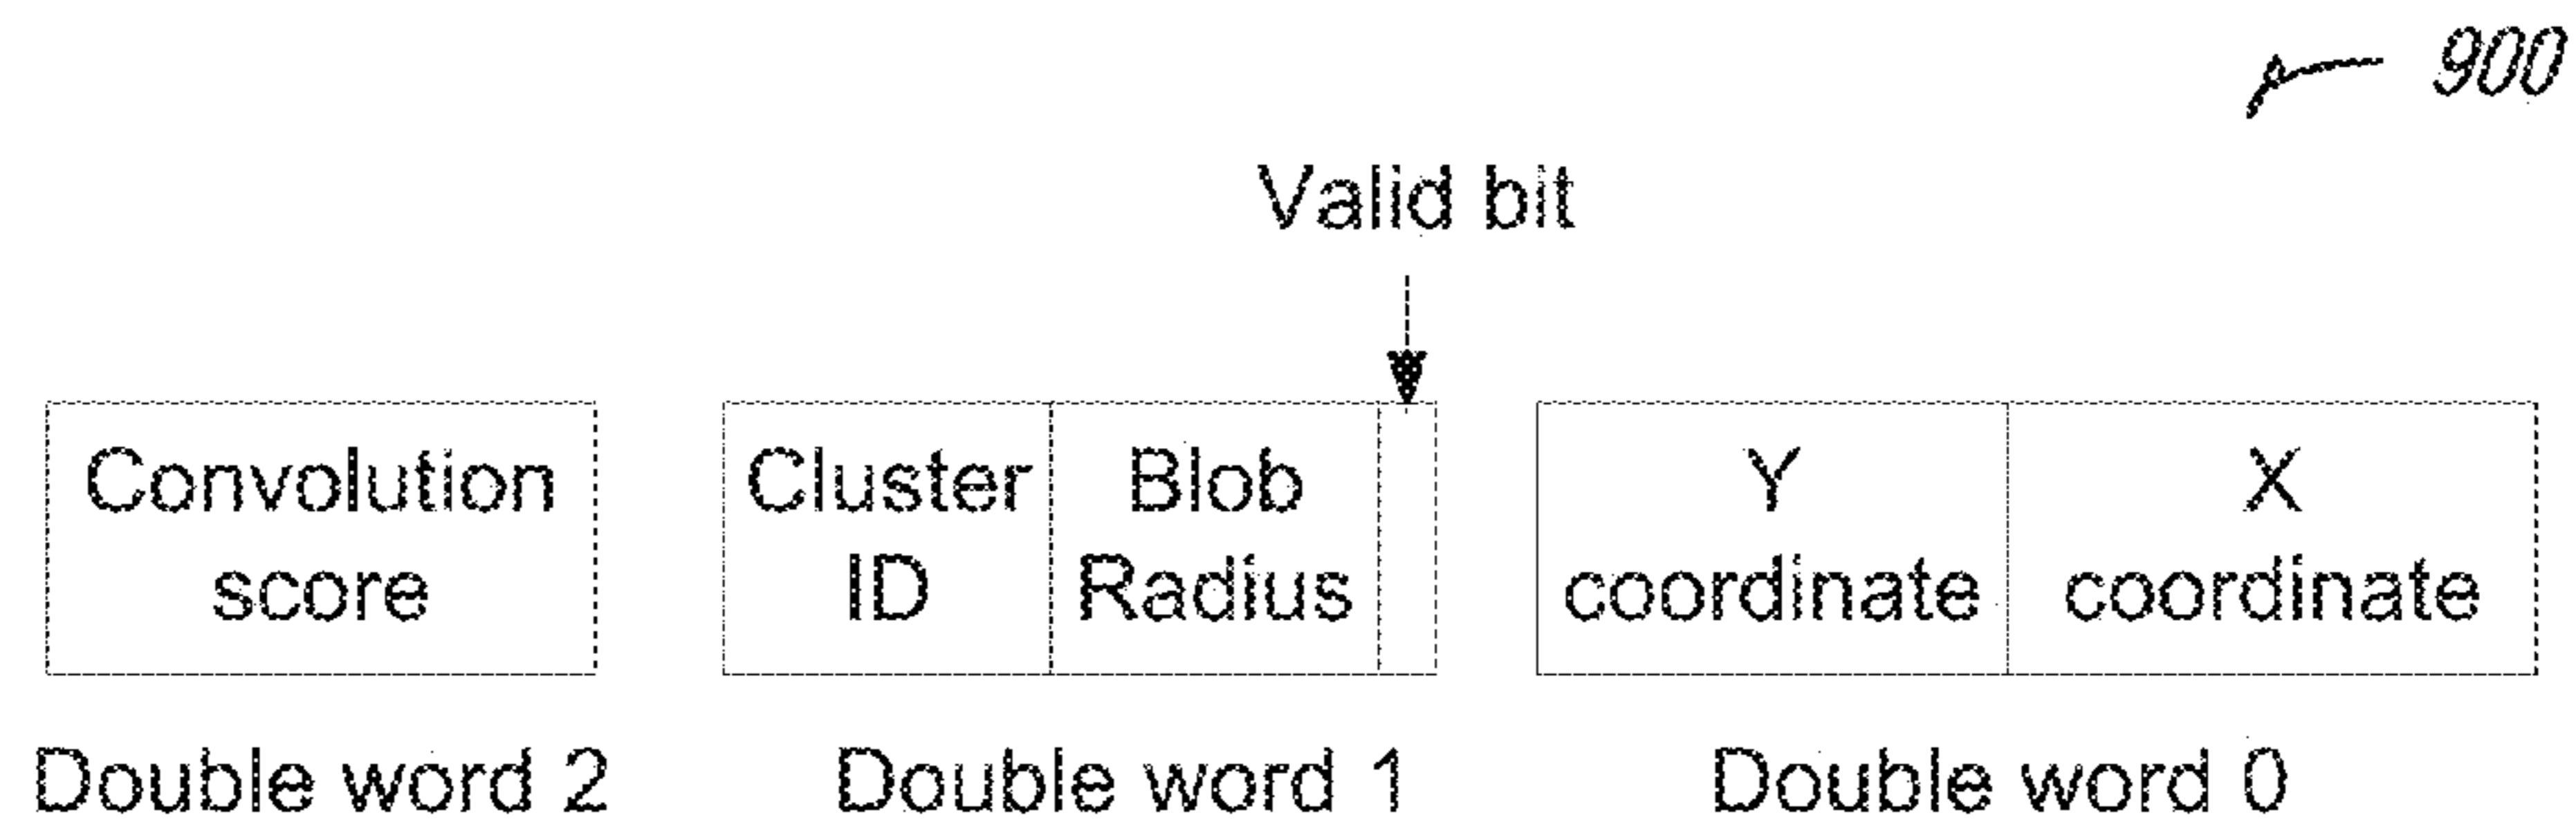 900
Valid bit
Convolution
score
Cluster
ID
Blob
Radius
Y
coordinate
X
coordinate
Double word 2
Double word 1
Double word 0